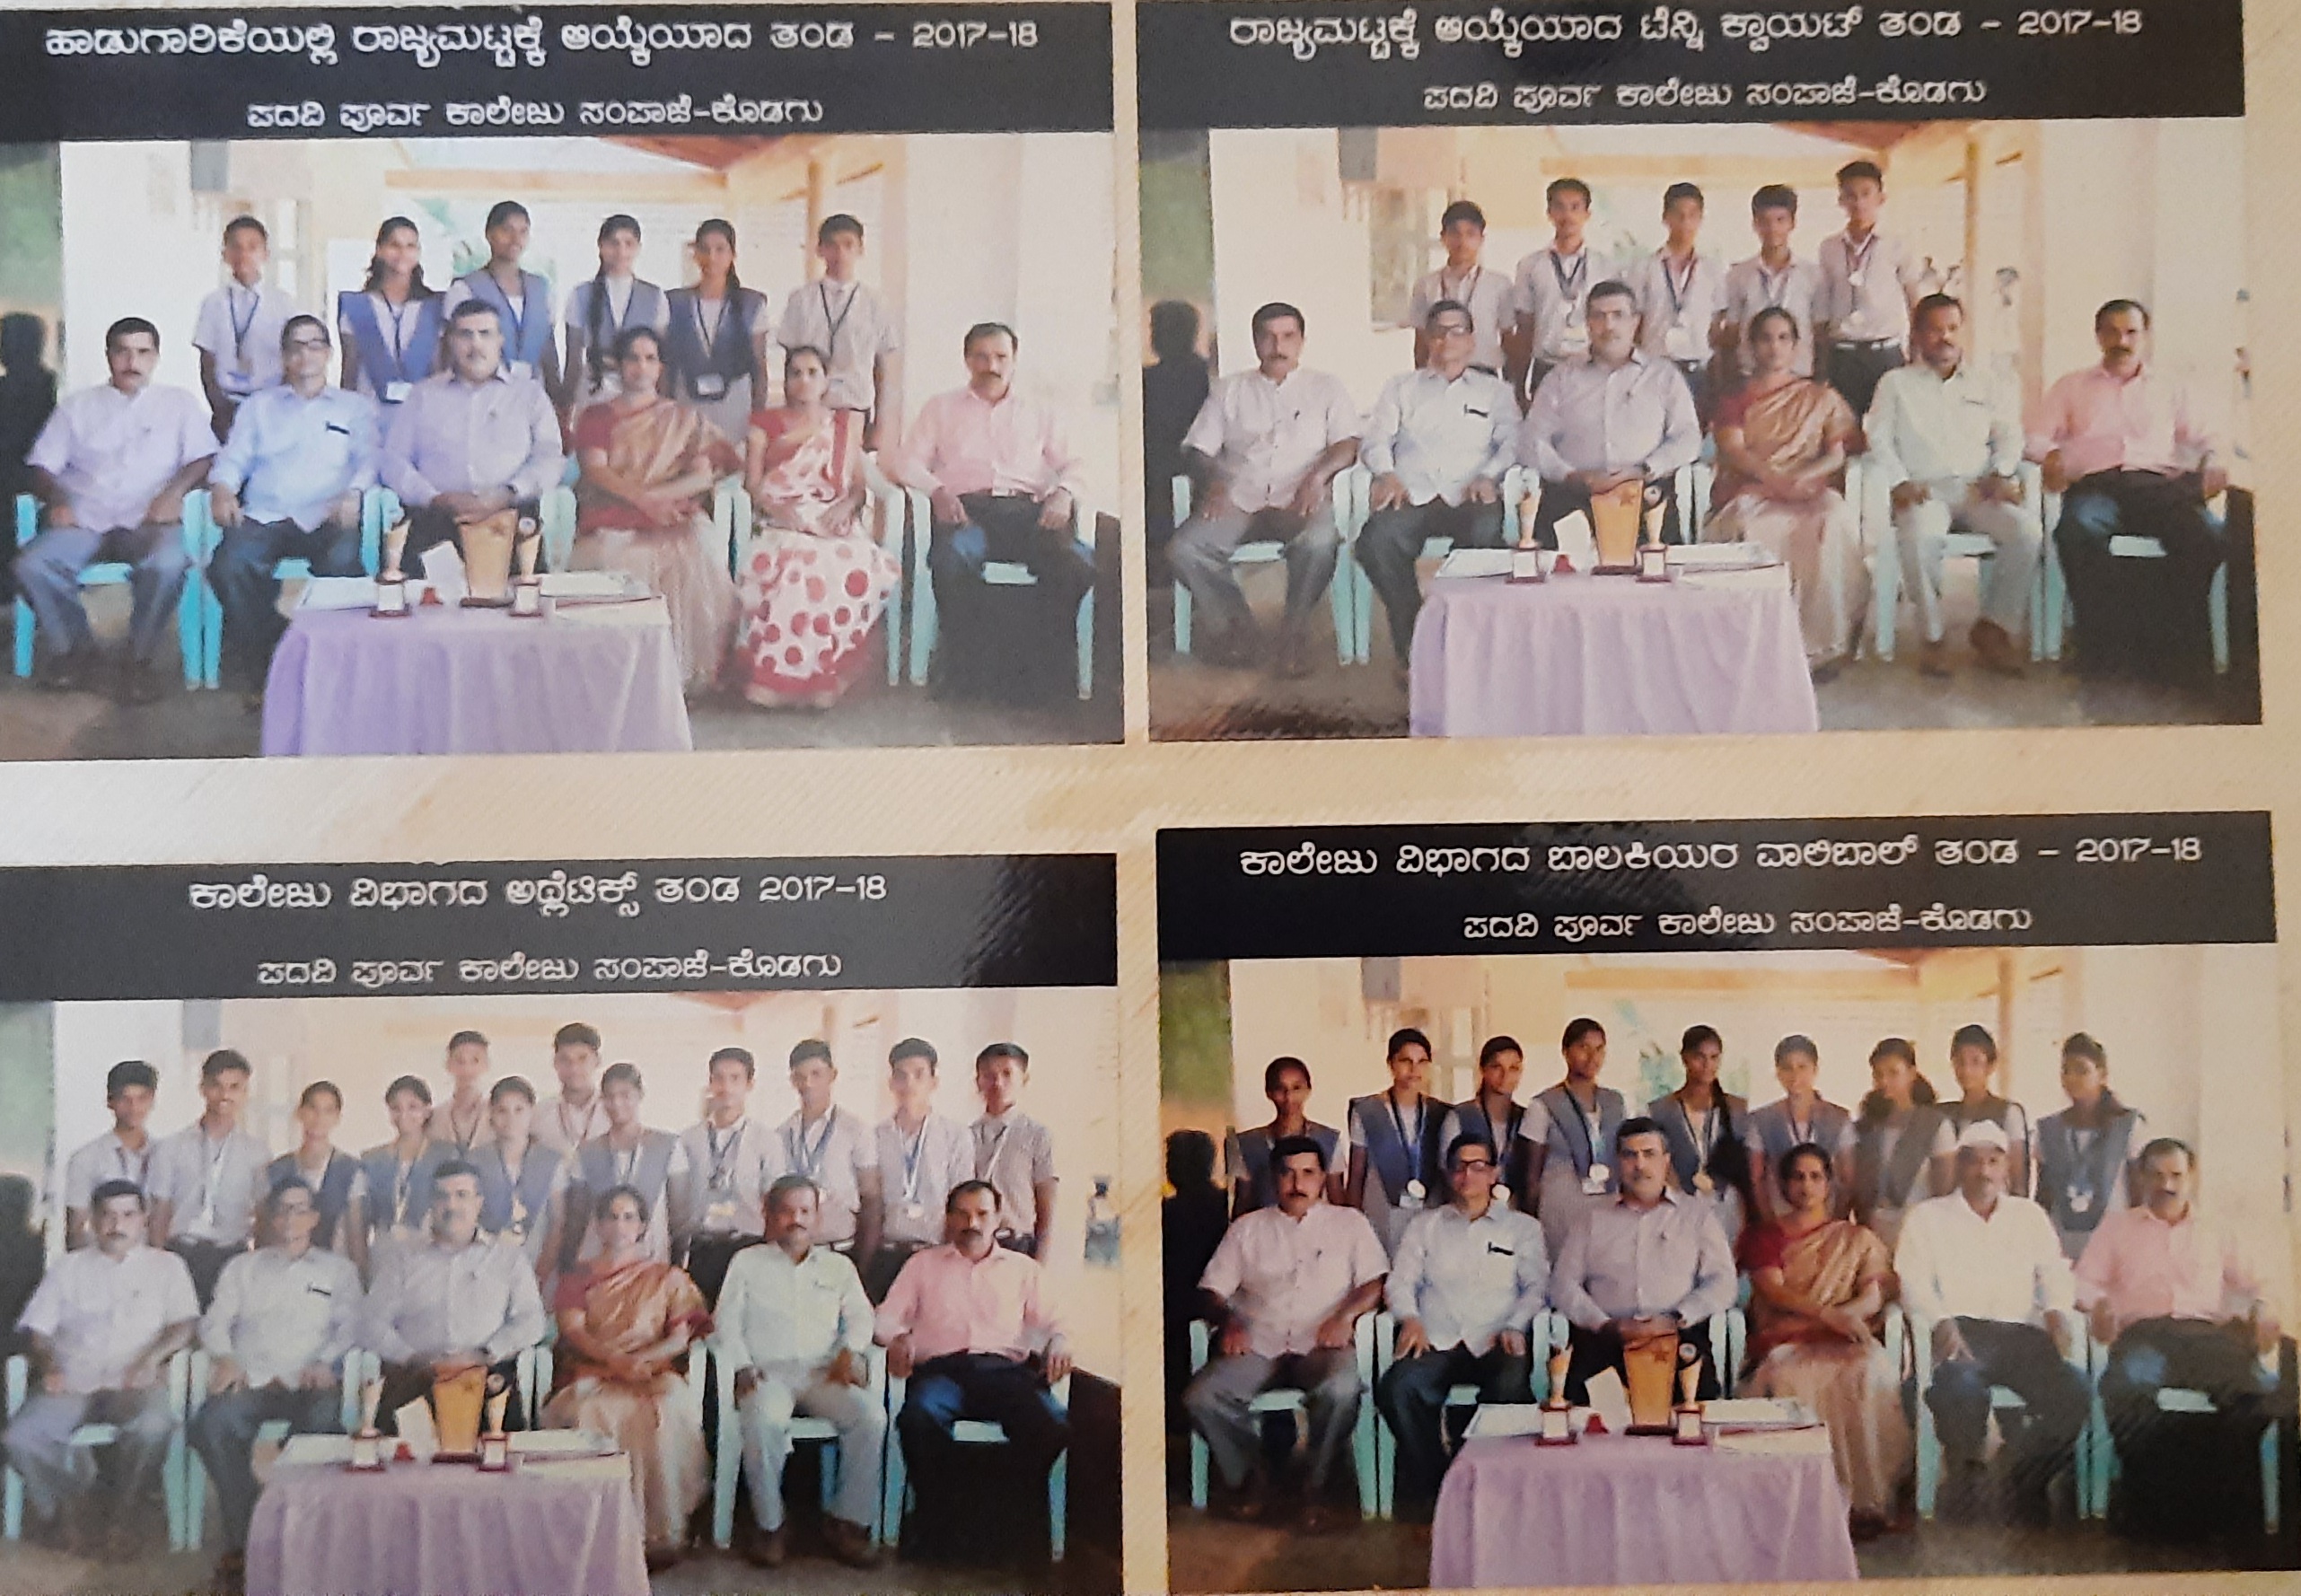 ಹಾಡುಗಾರಿಕೆಯಲ್ಲಿ ರಾಜ್ಯಮಟ್ಟಕ್ಕೆ ಆಯ್ಕೆಯಾದ ತಂಡ - 2017-18
ಪದವಿ ಪೂರ್ವ ಕಾಲೇಜು ಸಂಪಾಜೆ-ಕೊಡಗು
ರಾಜ್ಯಮಟ್ಟಕ್ಕೆ ಆಯ್ಕೆಯಾದ ಟೆನ್ನಿ ಕ್ವಾಯಟ್ ತಂಡ - 2017-18
ಪದವಿ ಪೂರ್ವ ಕಾಲೇಜು ಸಂಪಾಜೆ-ಕೊಡಗು
ಕಾಲೇಜು ವಿಭಾಗದ ಅಥ್ಲೆಟಿಕ್ಸ್ ತಂಡ 2017-18
ಪದವಿ ಪೂರ್ವ ಕಾಲೇಜು ಸಂಪಾಜೆ-ಕೊಡಗು
ಕಾಲೇಜು ವಿಭಾಗದ ಬಾಲಕಿಯರ ವಾಲಿಬಾಲ್ ತಂಡ - 2017-18
ಪದವಿ ಪೂರ್ವ ಕಾಲೇಜು ಸಂಪಾಜೆ-ಕೊಡಗು